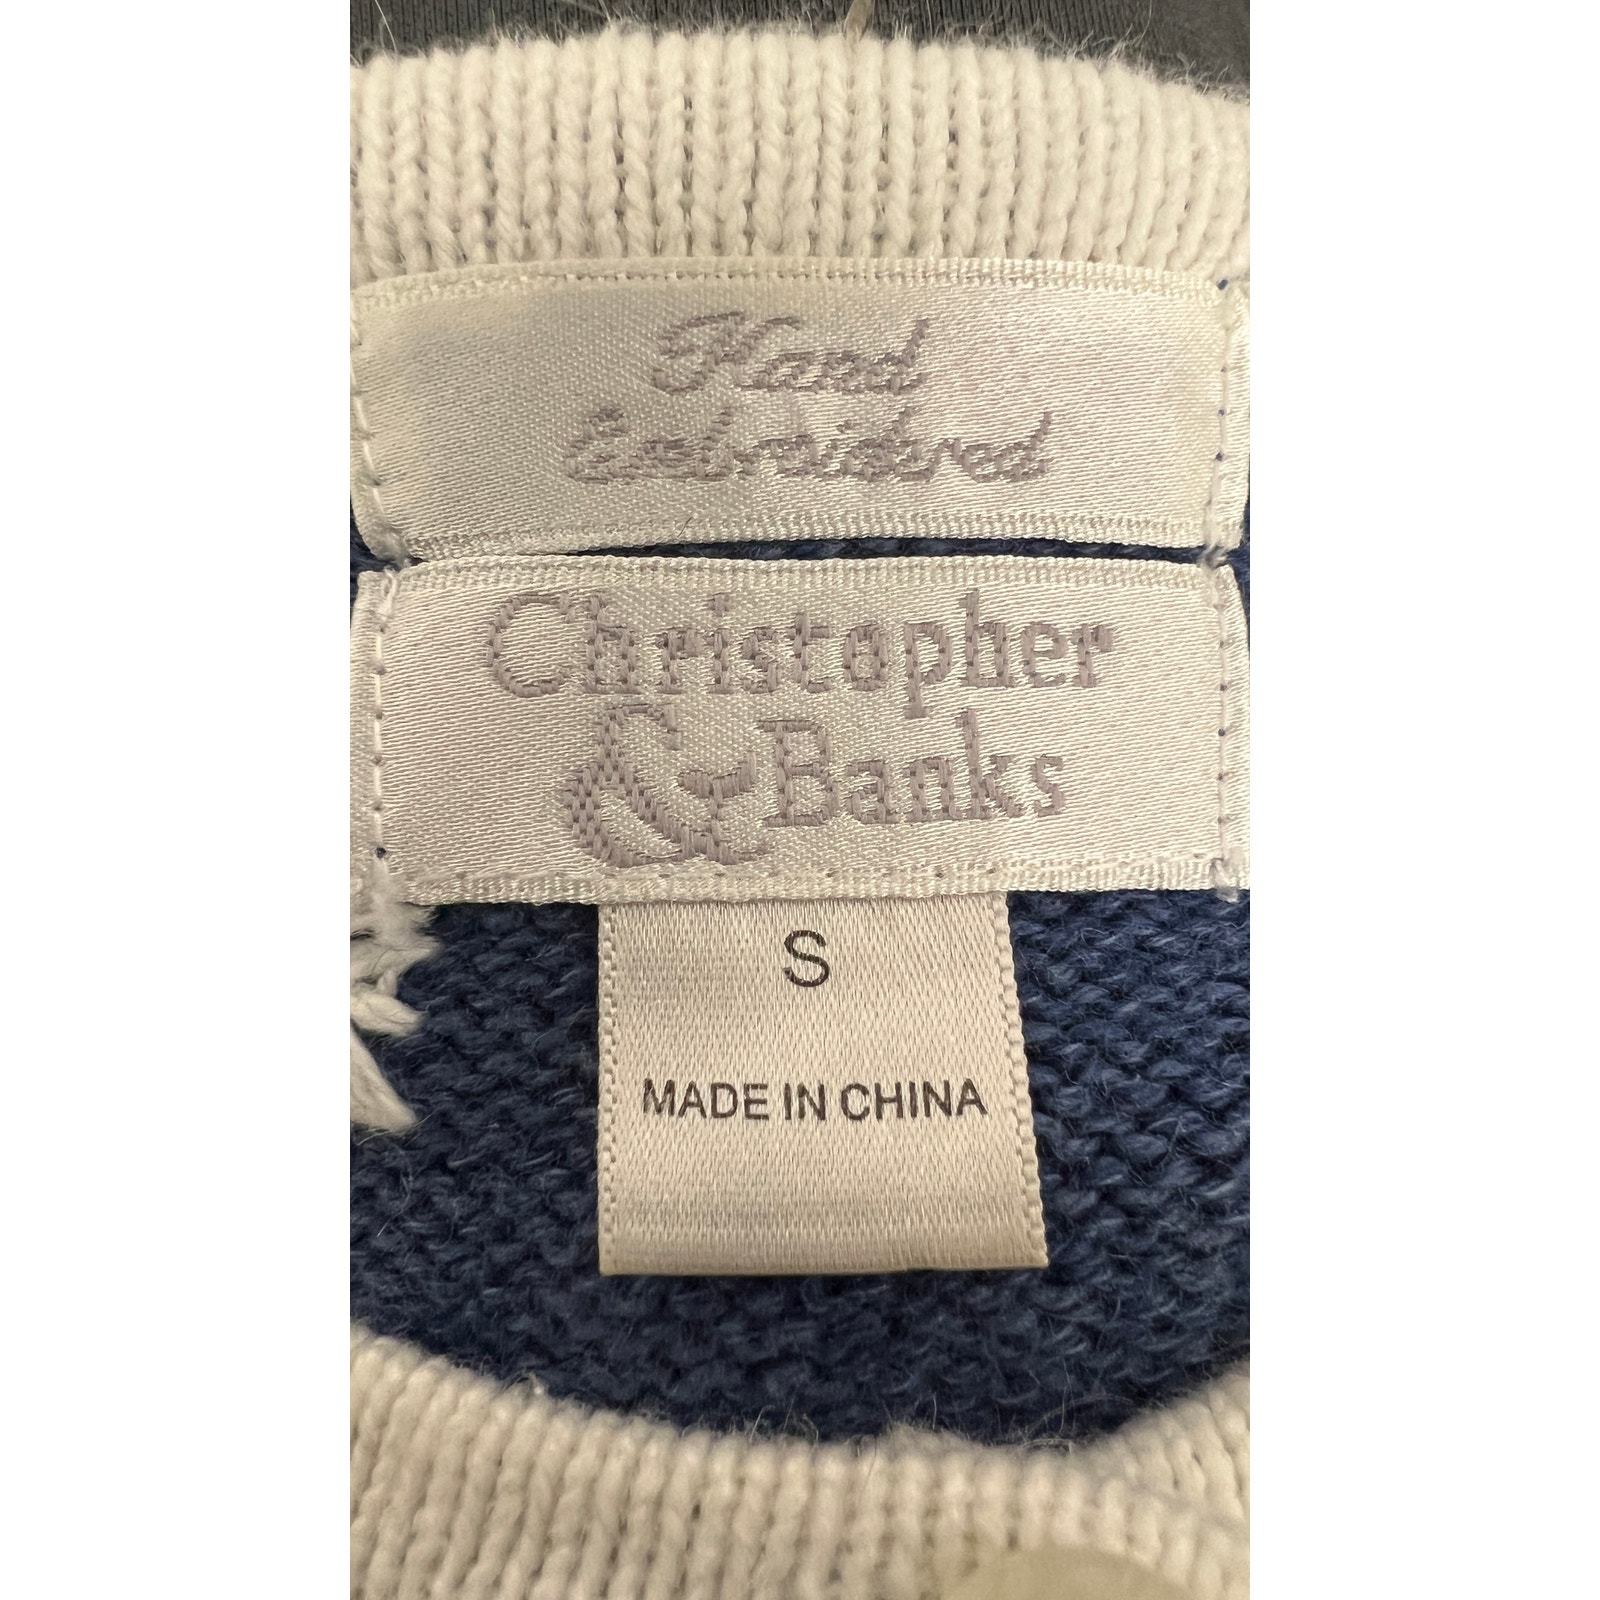 Hand
Embroidered
Christopher
& Banks
S
MADE IN CHINA